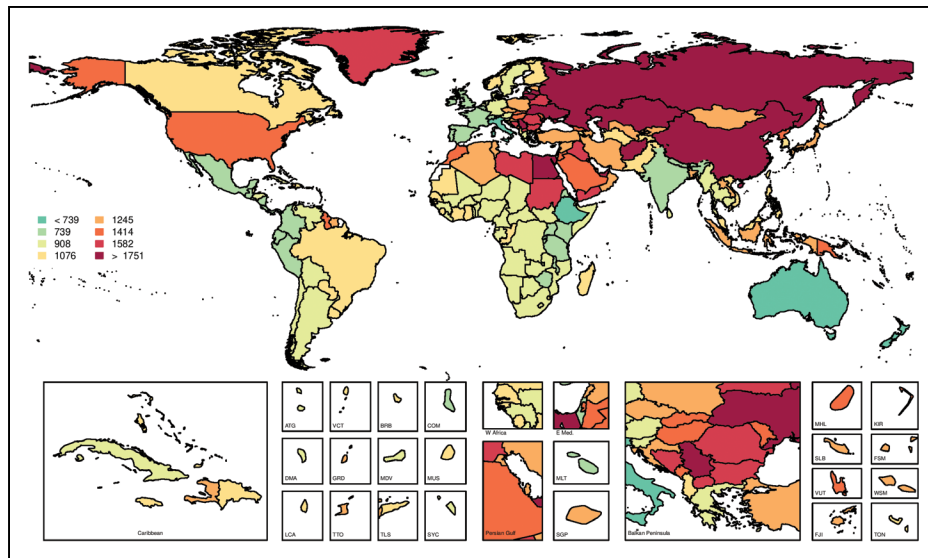 < 739 1245
739 1414
908 1582
1076 > 1751
ATG VCT BRB COM
W Africa E Med.
MHL KIR
DMA GRD MDV MUS
MLT
SLB FSM
VUT WSM
LCA TTO TLS SYC
Caribbean
Persian Gulf SGP
Balkan Peninsula
FJI TON